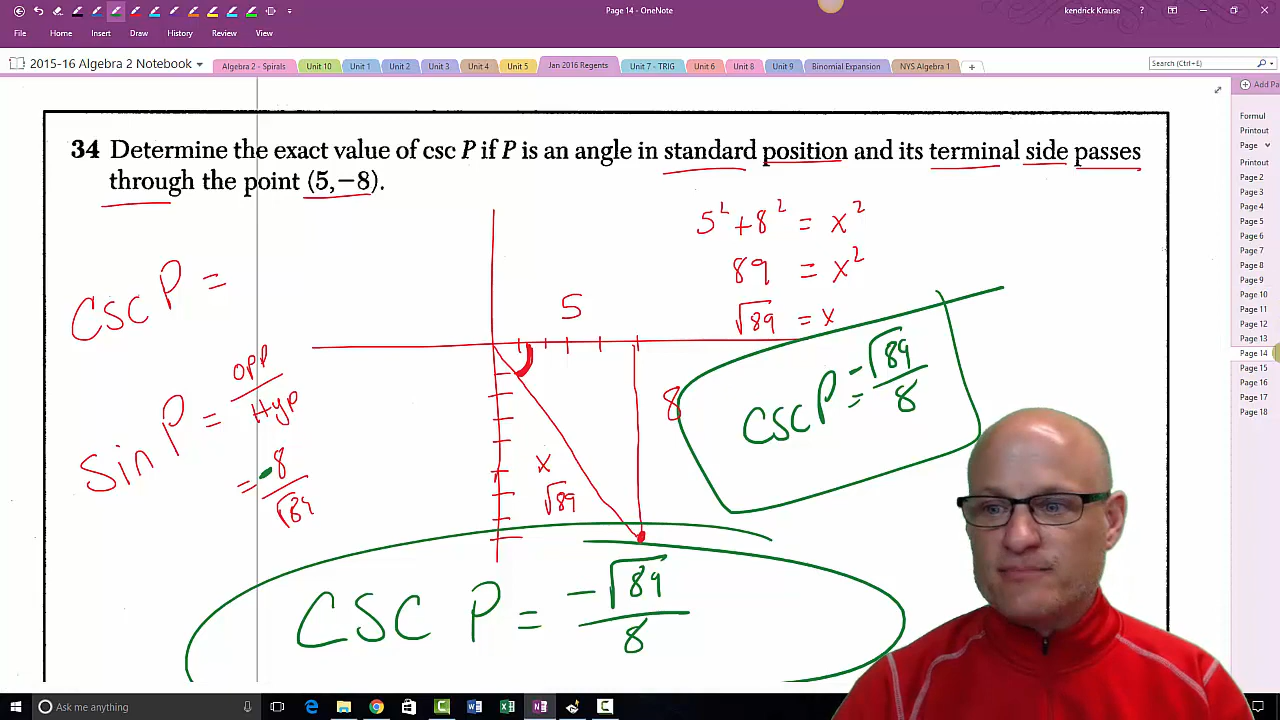 Page 14 - OneNote
kendrick Krause
?
File Home Insert Draw History Review View
2015-16 Algebra 2 Notebook
Algebra 2 - Spirals Unit 10 Unit 1 Unit 2 Unit 3 Unit 4 Unit 5 Jan 2016 Regents Unit 7 - TRIG Unit 6 Unit 8 Unit 9 Binomial Expansion NYS Algebra 1 +
Search (Ctrl+E)
Add Pa
Formul
Printout
Page
Printout
Page 2
Page 3
Page 4
Page 5
Page 6
Page 7
Page 8
Page 9
Page 10
Page 11
Page 12
Page 13
Page 14
Page 15
Page 16
Page 17
Page 18
34 Determine the exact value of csc P if P is an angle in standard position and its terminal side passes
through the point (5,−8).
5² + 8² = x²
89 = x²
√89 = x
csc P =
5
Sin P = opp/Hyp
= -8/√89
8
x
√89
csc P = -√89/8
CSC P = -√89/8
Ask me anything